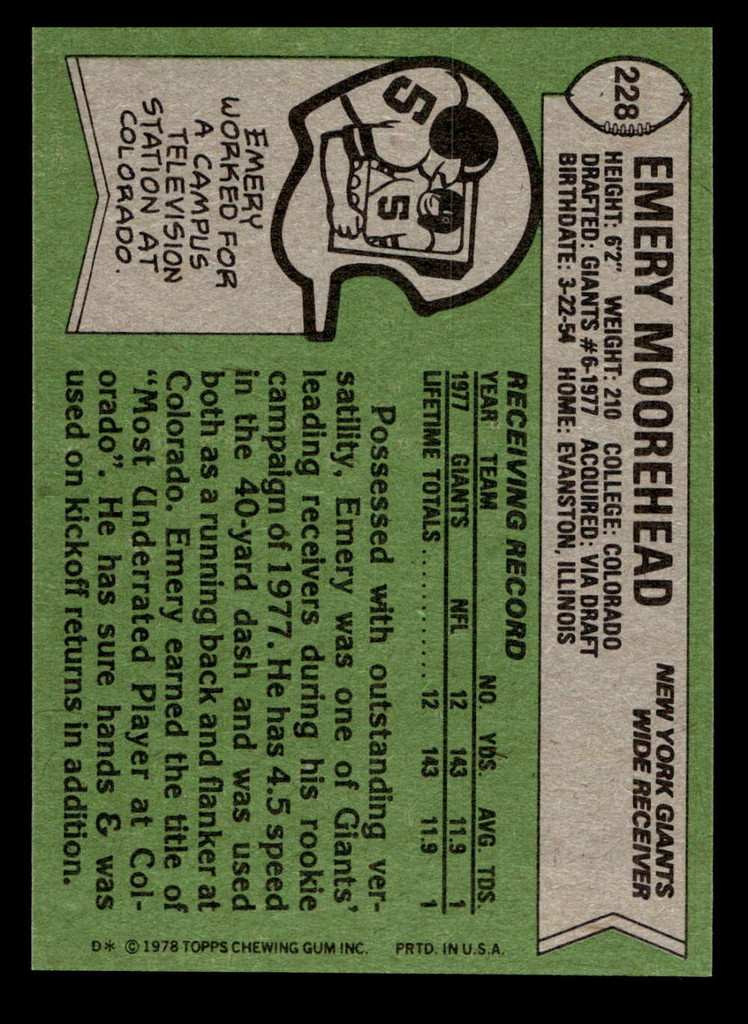 228
EMERY MOOREHEAD
NEW YORK GIANTS
WIDE RECEIVER
HEIGHT: 6'2" WEIGHT: 210 COLLEGE: COLORADO
DRAFTED: GIANTS #6-1977 ACQUIRED: VIA DRAFT
BIRTHDATE: 3-22-54 HOME: EVANSTON, ILLINOIS
5
5
EMERY
WORKED FOR
A CAMPUS
TELEVISION
STATION AT
COLORADO.
RECEIVING RECORD
YEAR TEAM NO. YDS. AVG. TDS.
1977 GIANTS NFL 12 143 11.9 1
LIFETIME TOTALS .......... 12 143 11.9 1
Possessed with outstanding ver-
satility, Emery was one of Giants'
leading receivers during his rookie
campaign of 1977. He has 4.5 speed
in the 40-yard dash and was used
both as a running back and flanker at
Colorado. Emery earned the title of
"Most Underrated Player at Col-
orado". He has sure hands & was
used on kickoff returns in addition.
D* © 1978 TOPPS CHEWING GUM INC. PRTD. IN U.S.A.